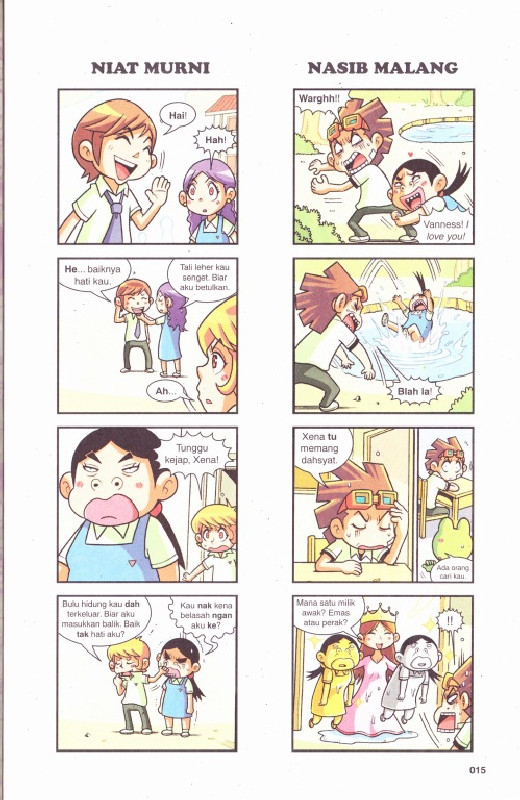 NIAT MURNI
Hai!
Hah!
He... baiknya
hati kau.
Tali leher kau
senget. Biar
aku betulkan.
Ah...
Tunggu
kejap, Xena!
Bulu hidung kau dah
terkeluar. Biar aku
masukkan balik. Baik
tak hati aku?
Kau nak kena
belasah ngan
aku ke?
NASIB MALANG
Warghh!!
Vanness! I
love you!
Blah lla!
Xena tu
memang
dahsyat.
Ada orang
cari kau.
Mana satu milik
awak? Emas
atau perak?
!!
015